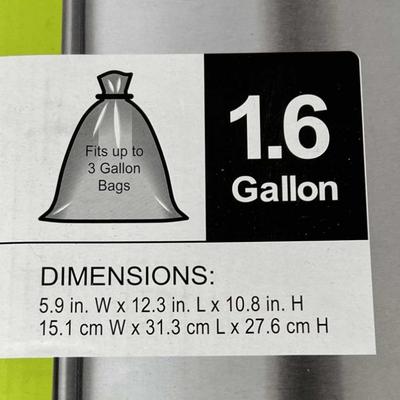 Fits up to
3 Gallon
Bags
1.6
Gallon
DIMENSIONS:
5.9 in. W x 12.3 in. L x 10.8 in. H
15.1 cm W x 31.3 cm L x 27.6 cm H